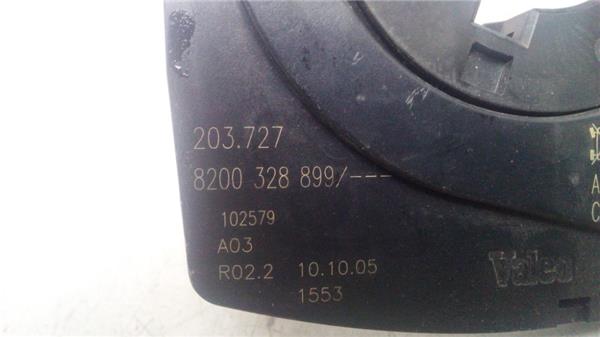 203.727
8200 328 899/---
102579
A03
R02.2 10.10.05
1553
Valeo
A
C